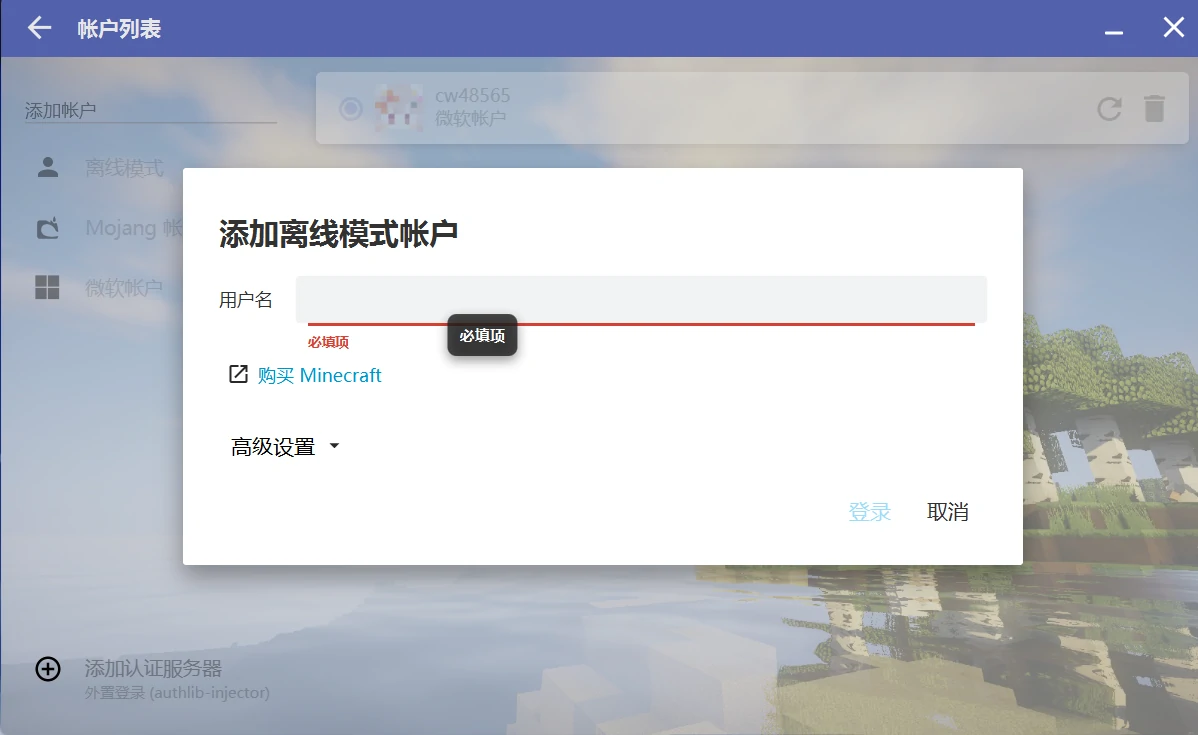 帐户列表
添加帐户
cw48565
微软帐户
离线模式
Mojang 帐
微软帐户
添加离线模式帐户
用户名
必填项
必填项
购买 Minecraft
高级设置
登录
取消
添加认证服务器
外置登录 (authlib-injector)